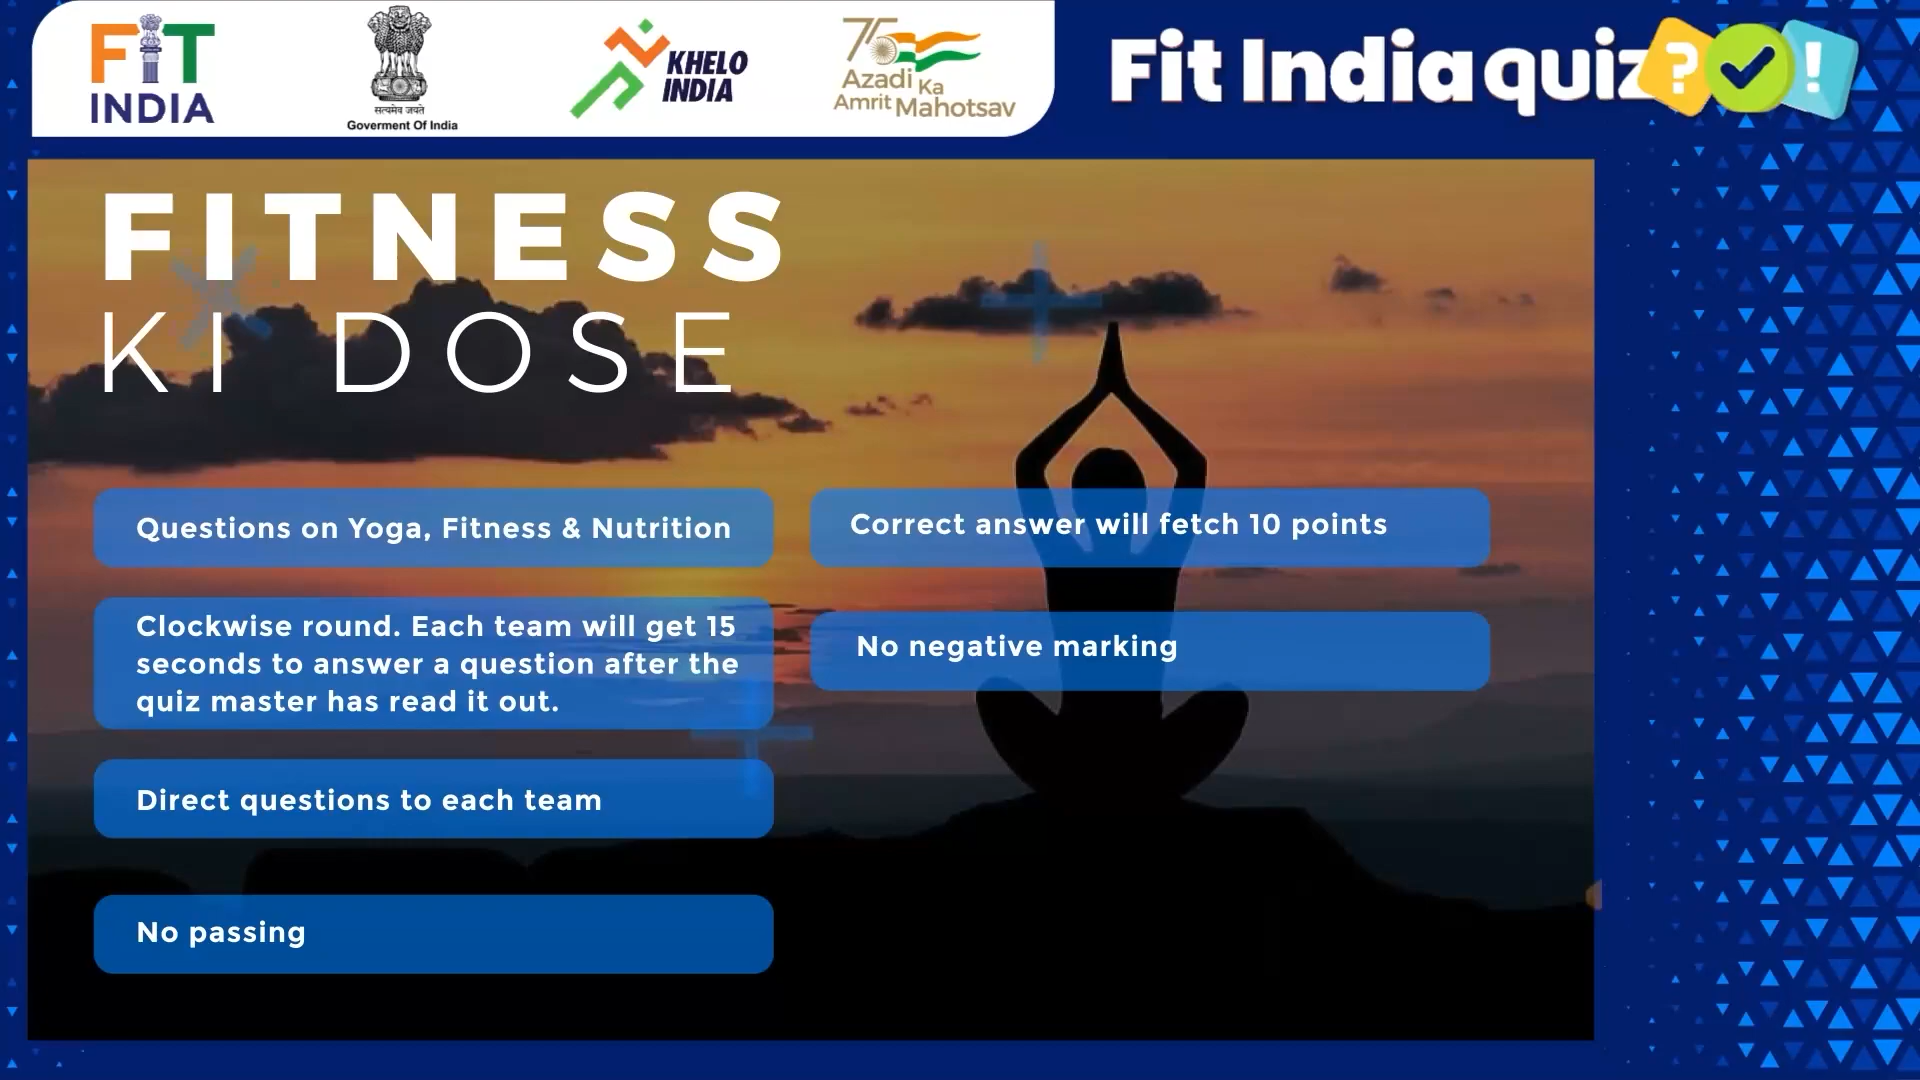 FIT
INDIA
सत्यमेव जयते
Goverment Of India
KHELO
INDIA
75
Azadi Ka
Amrit Mahotsav
Fit India quiz?!
FITNESS
KI DOSE
Questions on Yoga, Fitness & Nutrition
Clockwise round. Each team will get 15
seconds to answer a question after the
quiz master has read it out.
Direct questions to each team
No passing
Correct answer will fetch 10 points
No negative marking